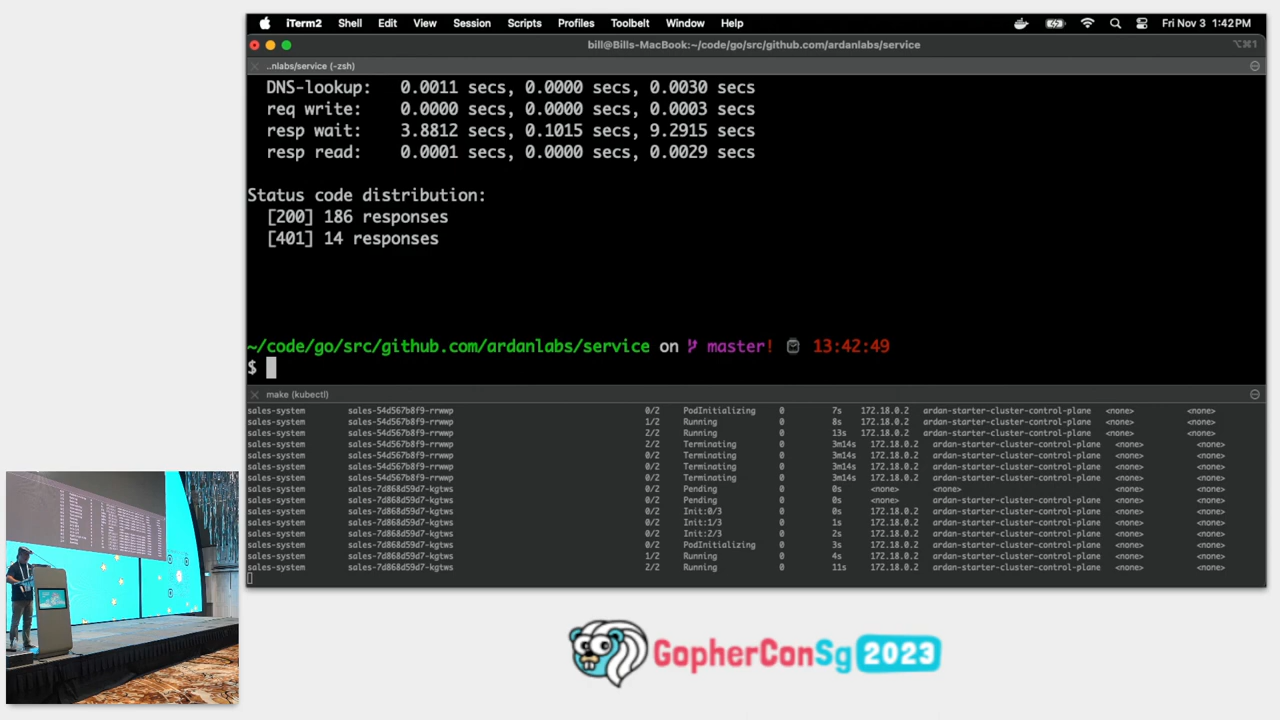 iTerm2 Shell Edit View Session Scripts Profiles Toolbelt Window Help Fri Nov 3 1:42 PM
bill@Bills-MacBook:~/code/go/src/github.com/ardanlabs/service ⌥⌘1
..nlabs/service (-zsh)
DNS-lookup: 0.0011 secs, 0.0000 secs, 0.0030 secs
req write: 0.0000 secs, 0.0000 secs, 0.0003 secs
resp wait: 3.8812 secs, 0.1015 secs, 9.2915 secs
resp read: 0.0001 secs, 0.0000 secs, 0.0029 secs
Status code distribution:
[200] 186 responses
[401] 14 responses
~/code/go/src/github.com/ardanlabs/service on master! 13:42:49
$
make (kubectl)
sales-system sales-54d567b8f9-rrwwp 0/2 PodInitializing 0 7s 172.18.0.2 ardan-starter-cluster-control-plane <none> <none>
sales-system sales-54d567b8f9-rrwwp 1/2 Running 0 8s 172.18.0.2 ardan-starter-cluster-control-plane <none> <none>
sales-system sales-54d567b8f9-rrwwp 2/2 Running 0 13s 172.18.0.2 ardan-starter-cluster-control-plane <none> <none>
sales-system sales-54d567b8f9-rrwwp 2/2 Terminating 0 3m14s 172.18.0.2 ardan-starter-cluster-control-plane <none> <none>
sales-system sales-54d567b8f9-rrwwp 0/2 Terminating 0 3m14s 172.18.0.2 ardan-starter-cluster-control-plane <none> <none>
sales-system sales-54d567b8f9-rrwwp 0/2 Terminating 0 3m14s 172.18.0.2 ardan-starter-cluster-control-plane <none> <none>
sales-system sales-54d567b8f9-rrwwp 0/2 Terminating 0 3m14s 172.18.0.2 ardan-starter-cluster-control-plane <none> <none>
sales-system sales-7d868d59d7-kgtws 0/2 Pending 0 0s <none> <none> <none> <none>
sales-system sales-7d868d59d7-kgtws 0/2 Pending 0 0s <none> ardan-starter-cluster-control-plane <none> <none>
sales-system sales-7d868d59d7-kgtws 0/2 Init:0/3 0 0s 172.18.0.2 ardan-starter-cluster-control-plane <none> <none>
sales-system sales-7d868d59d7-kgtws 0/2 Init:1/3 0 1s 172.18.0.2 ardan-starter-cluster-control-plane <none> <none>
sales-system sales-7d868d59d7-kgtws 0/2 Init:2/3 0 2s 172.18.0.2 ardan-starter-cluster-control-plane <none> <none>
sales-system sales-7d868d59d7-kgtws 0/2 PodInitializing 0 3s 172.18.0.2 ardan-starter-cluster-control-plane <none> <none>
sales-system sales-7d868d59d7-kgtws 1/2 Running 0 4s 172.18.0.2 ardan-starter-cluster-control-plane <none> <none>
sales-system sales-7d868d59d7-kgtws 2/2 Running 0 11s 172.18.0.2 ardan-starter-cluster-control-plane <none> <none>
GopherConSg 2023